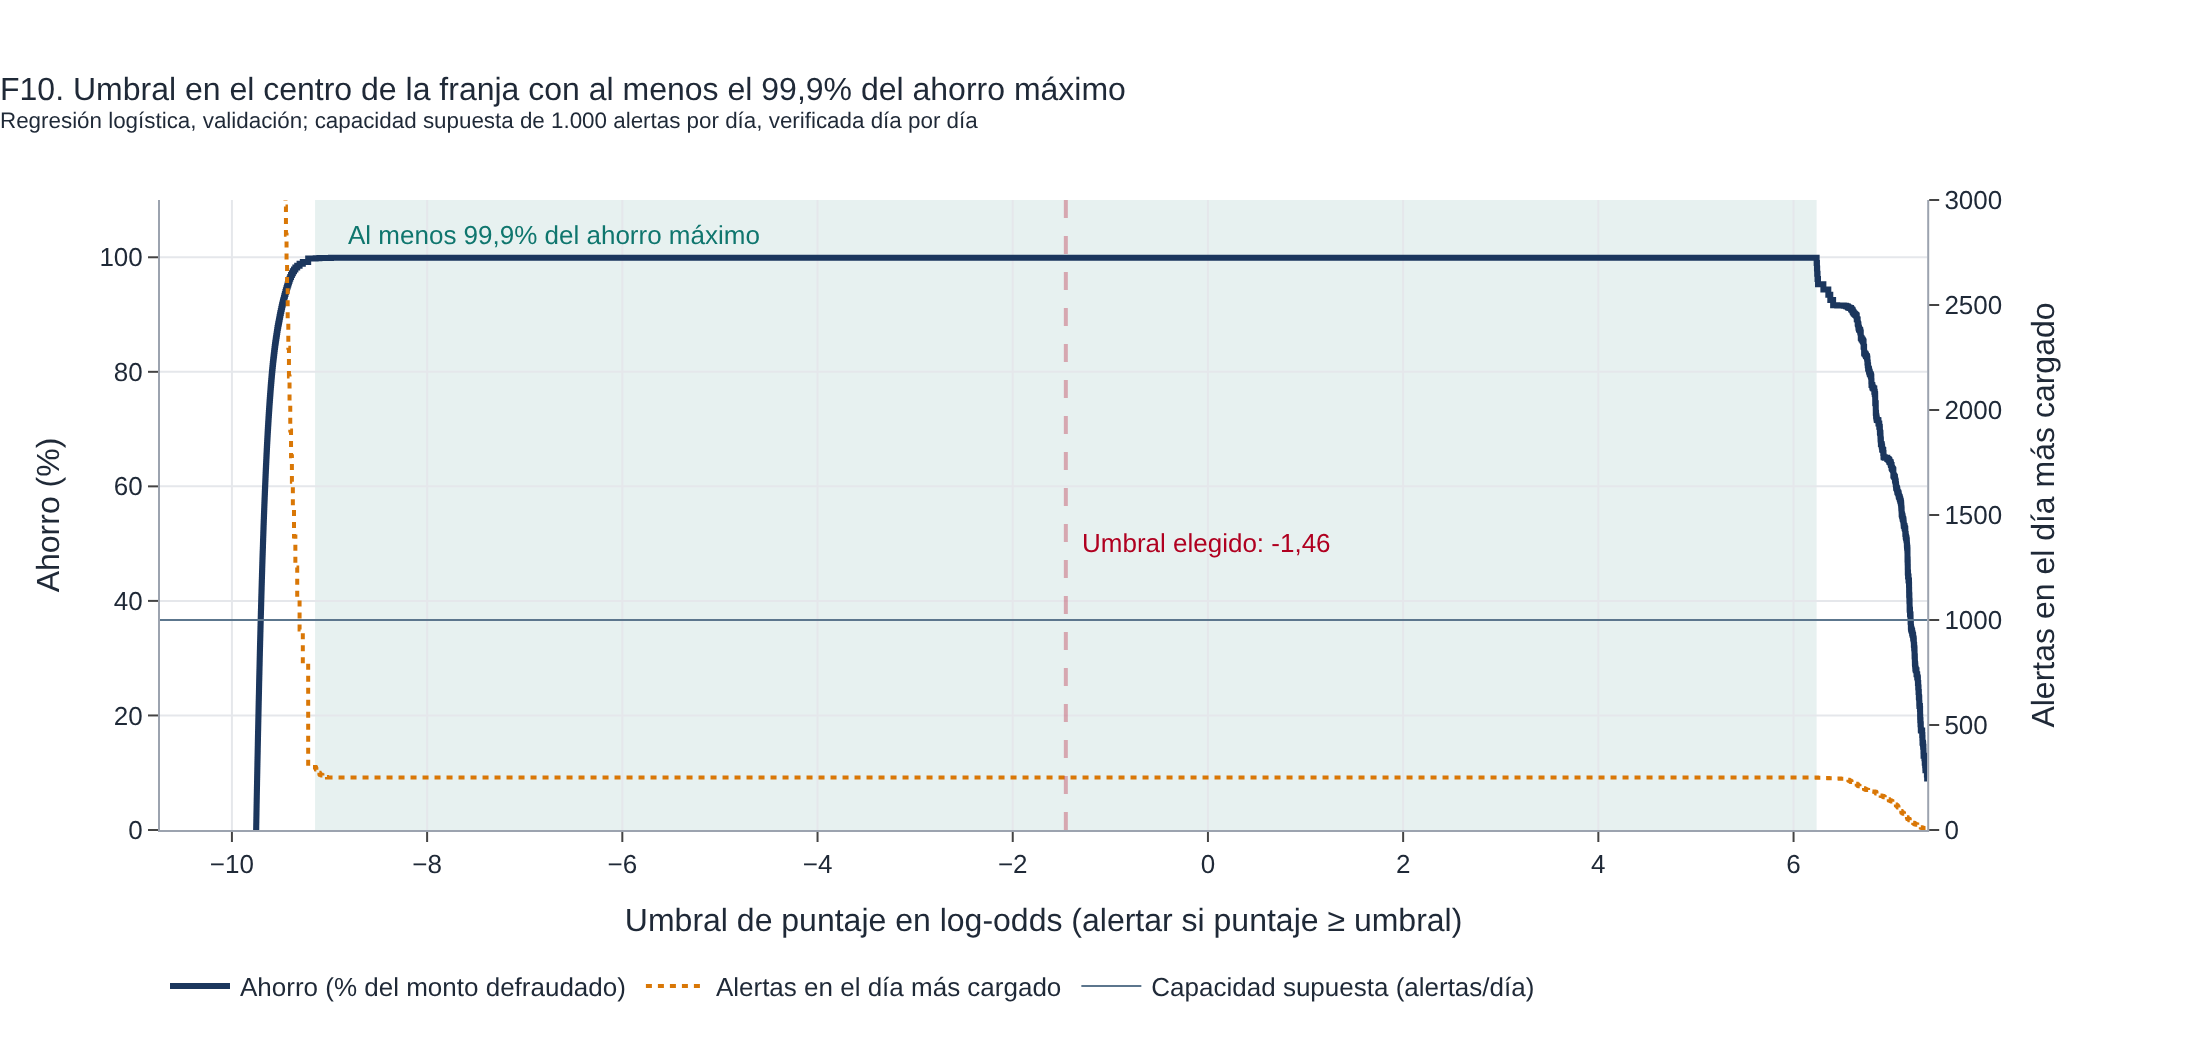 F10. Umbral en el centro de la franja con al menos el 99,9% del ahorro máximo
Regresión logística, validación; capacidad supuesta de 1.000 alertas por día, verificada día por día
Al menos 99,9% del ahorro máximo
Umbral elegido: -1,46
Ahorro (%)
100
80
60
40
20
0
3000
2500
2000
1500
1000
500
0
Alertas en el día más cargado
−10
−8
−6
−4
−2
0
2
4
6
Umbral de puntaje en log-odds (alertar si puntaje ≥ umbral)
Ahorro (% del monto defraudado)
Alertas en el día más cargado
Capacidad supuesta (alertas/día)